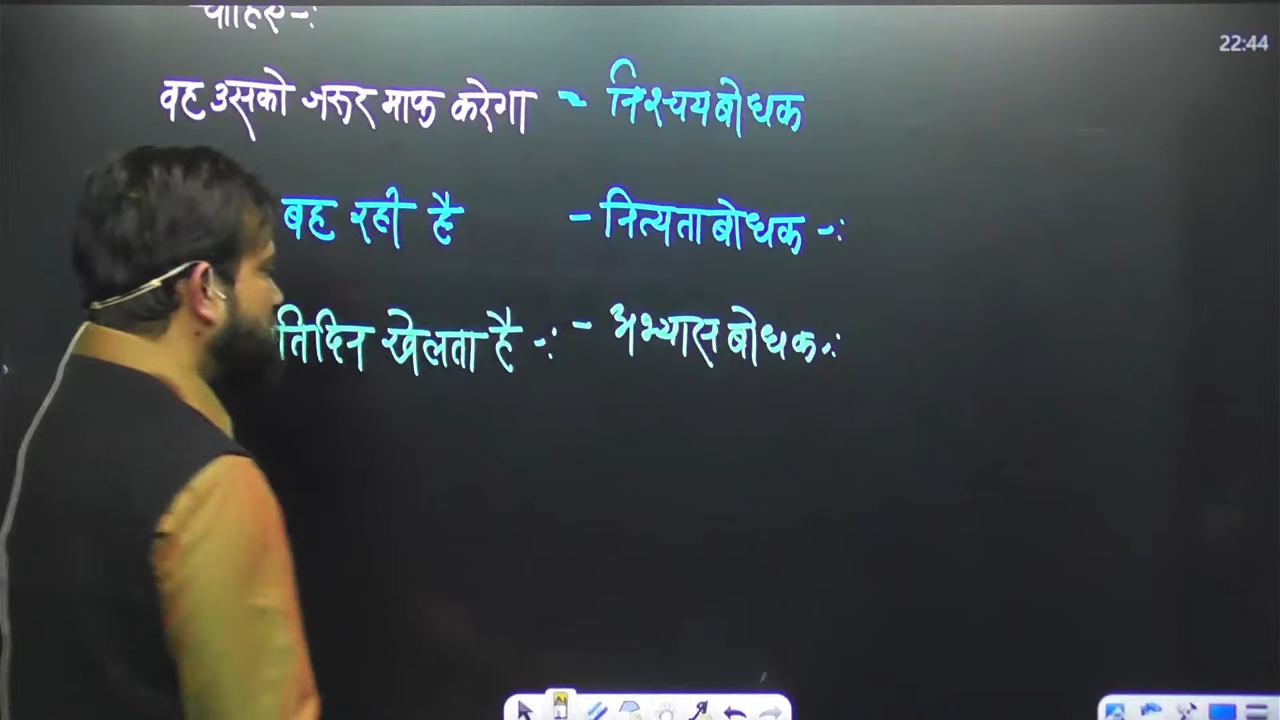 22:44
वह उसको जरूर माफ करेगा - निश्चयबोधक
बह रही है - नित्यताबोधक -:
तिदिन खेलता है -: - अभ्यासबोधक -: